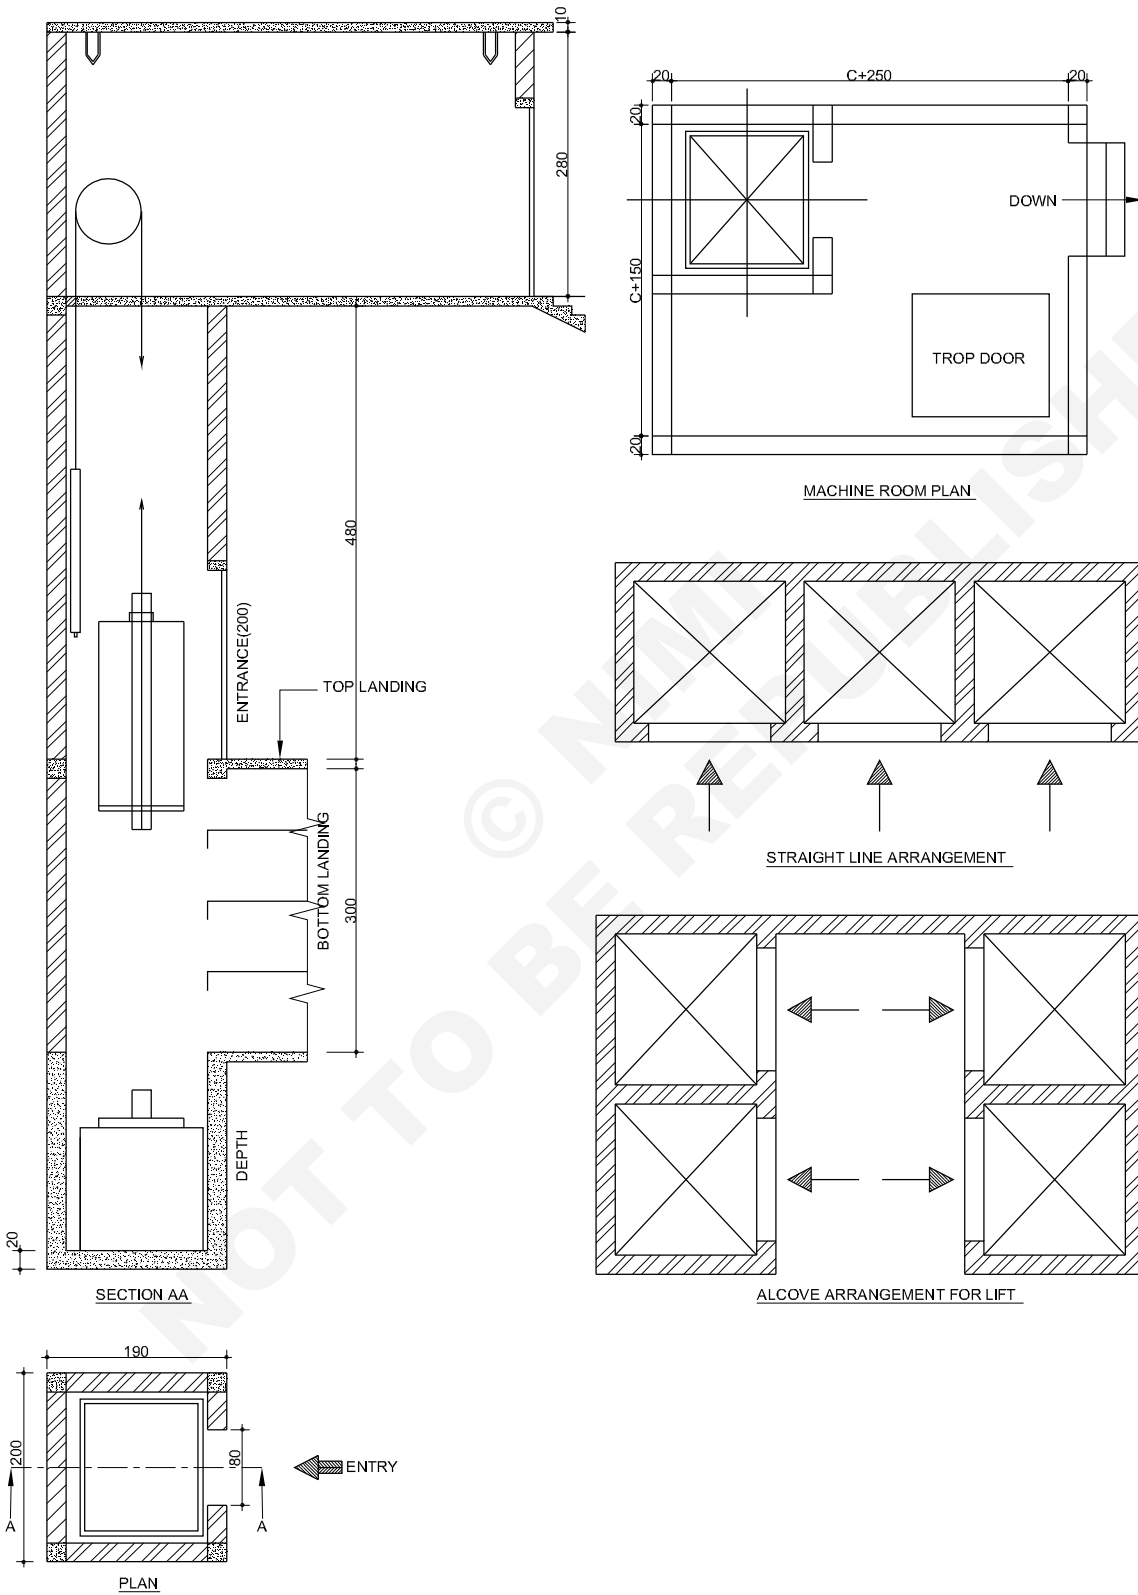 10
280
480
ENTRANCE(200)
TOP LANDING
BOTTOM LANDING
300
DEPTH
20
SECTION AA
190
200
80
A
A
ENTRY
PLAN
20
C+250
20
20
C+150
20
DOWN
TROP DOOR
MACHINE ROOM PLAN
STRAIGHT LINE ARRANGEMENT
ALCOVE ARRANGEMENT FOR LIFT
© NIMI
NOT TO BE REPUBLISHE